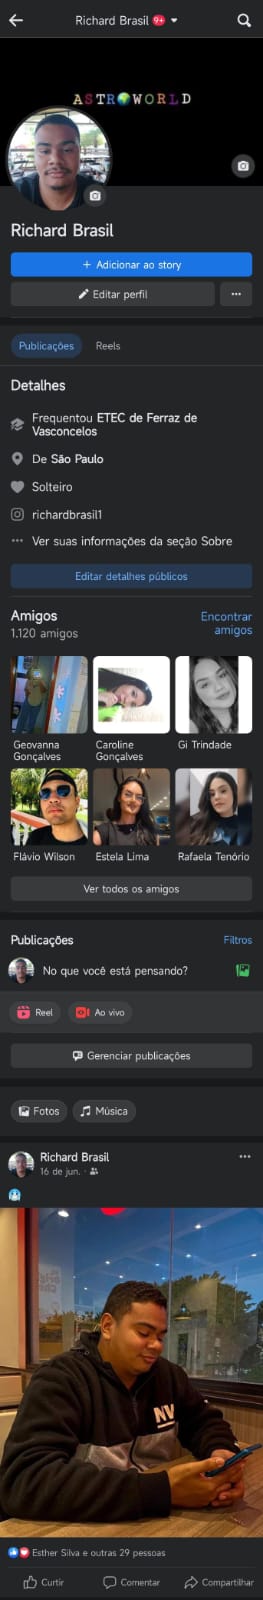 Richard Brasil 9+
ASTROWORLD
Richard Brasil
+ Adicionar ao story
Editar perfil
Publicações Reels
Detalhes
Frequentou ETEC de Ferraz de
Vasconcelos
De São Paulo
Solteiro
richardbrasil1
Ver suas informações da seção Sobre
Editar detalhes públicos
Amigos
Encontrar
amigos
1.120 amigos
Geovanna
Gonçalves
Caroline
Gonçalves
Gi Trindade
Flávio Wilson
Estela Lima
Rafaela Tenório
Ver todos os amigos
Publicações
Filtros
No que você está pensando?
Reel
Ao vivo
Gerenciar publicações
Fotos
Música
Richard Brasil
16 de jun.
NV
Esther Silva e outras 29 pessoas
Curtir
Comentar
Compartilhar